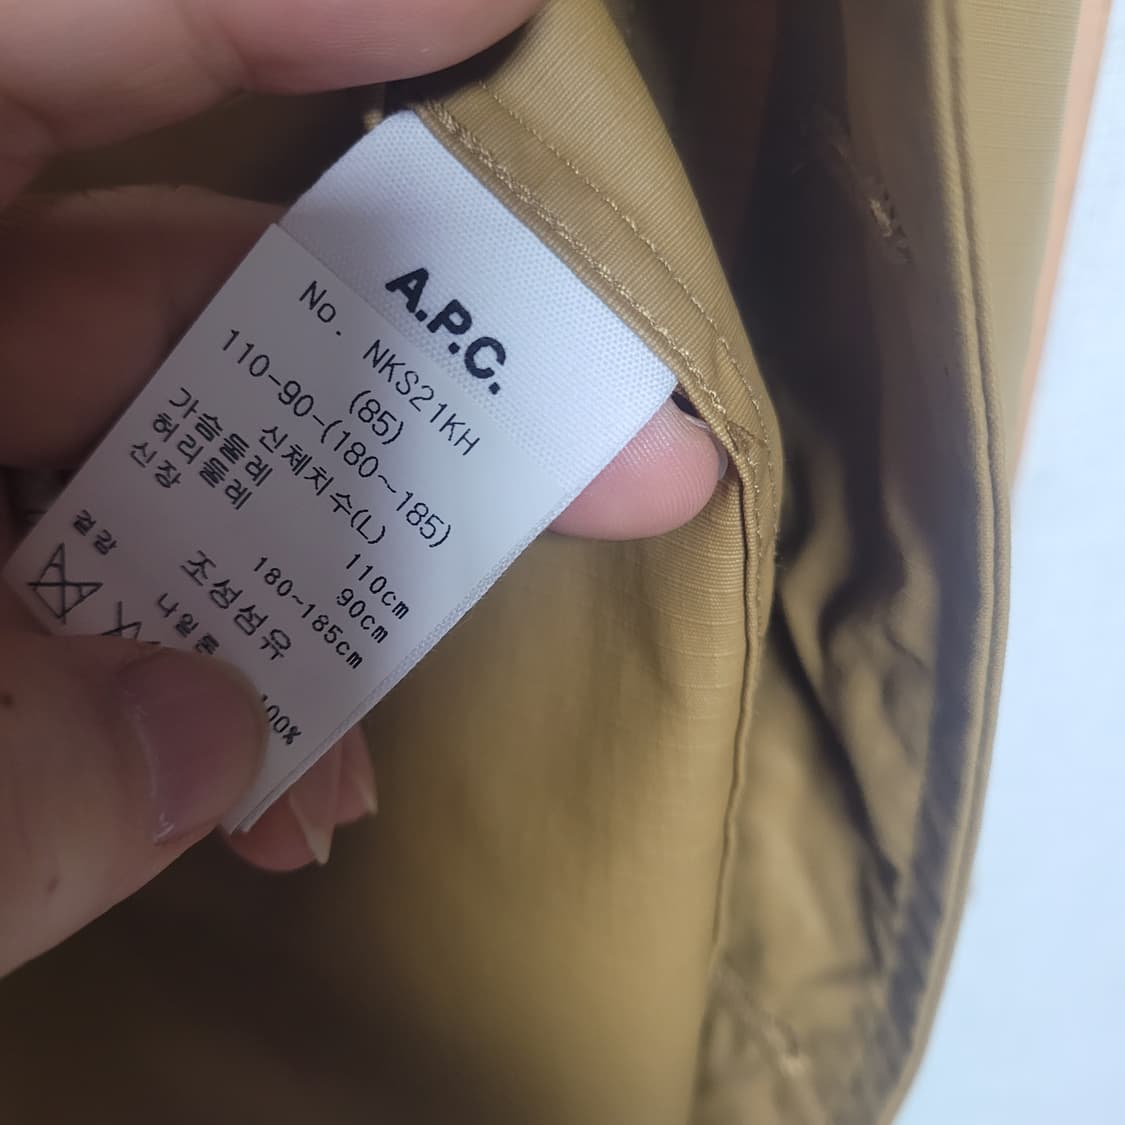 A.P.C.
No. NKS21KH
(85)
110-90-(180~185)
신체치수(L)
가슴둘레 110cm
허리둘레 90cm
신장 180~185cm
조성섬유
겉감 나일론 100%